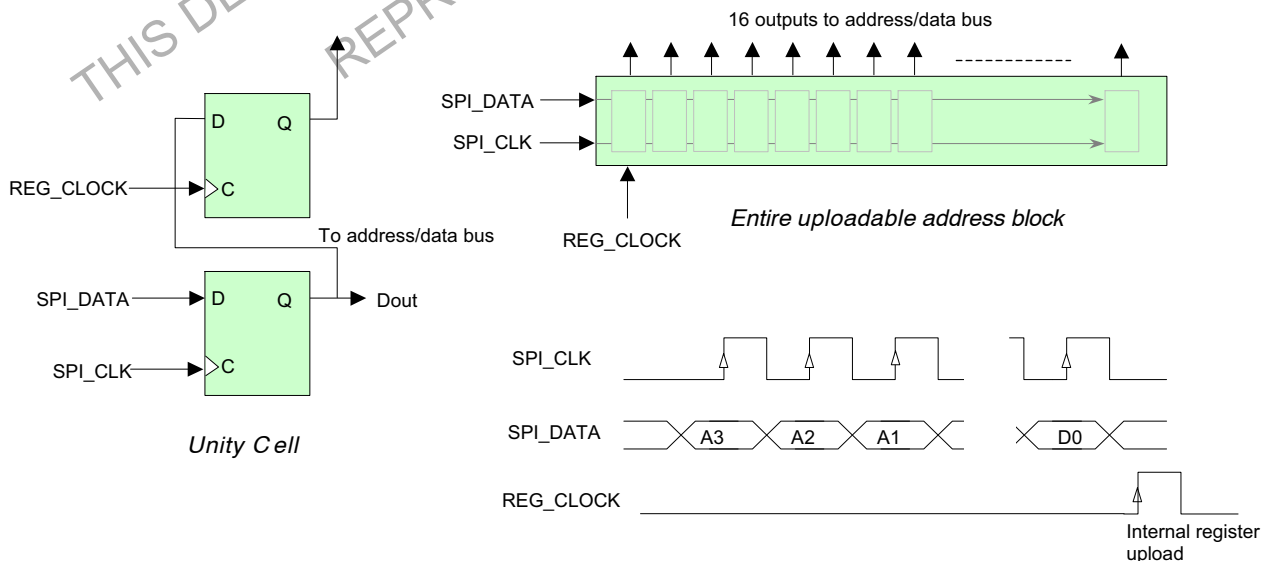 THIS DE
REPR
16 outputs to address/data bus
D Q
REG_CLOCK
C
To address/data bus
SPI_DATA
D Q
Dout
SPI_CLK
C
Unity Cell
SPI_DATA
SPI_CLK
REG_CLOCK
Entire uploadable address block
SPI_CLK
SPI_DATA
A3 A2 A1 D0
REG_CLOCK
Internal register
upload